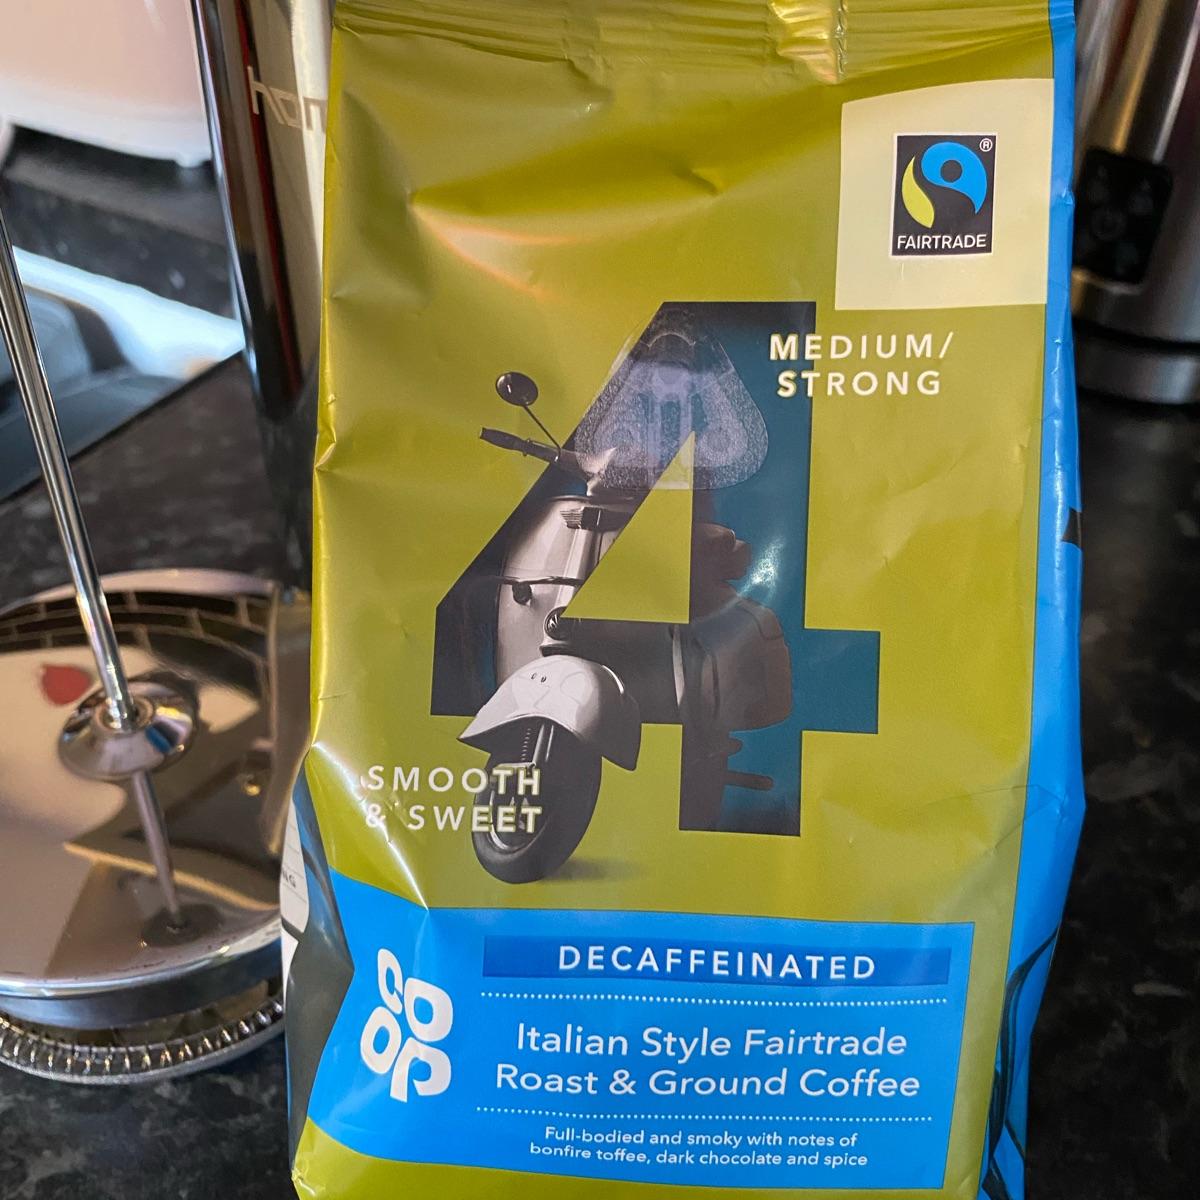 ®
FAIRTRADE
4
MEDIUM/
STRONG
SMOOTH
& SWEET
CO
OP
DECAFFEINATED
Italian Style Fairtrade
Roast & Ground Coffee
Full-bodied and smoky with notes of
bonfire toffee, dark chocolate and spice